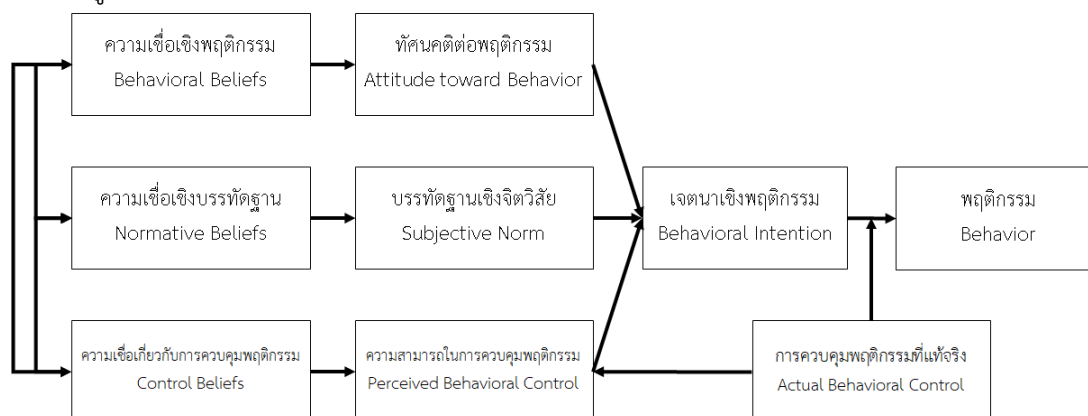 ความเชื่อเชิงพฤติกรรม
Behavioral Beliefs
ทัศนคติต่อพฤติกรรม
Attitude toward Behavior
ความเชื่อเชิงบรรทัดฐาน
Normative Beliefs
บรรทัดฐานเชิงจิตวิสัย
Subjective Norm
เจตนาเชิงพฤติกรรม
Behavioral Intention
พฤติกรรม
Behavior
ความเชื่อเกี่ยวกับการควบคุมพฤติกรรม
Control Beliefs
ความสามารถในการควบคุมพฤติกรรม
Perceived Behavioral Control
การควบคุมพฤติกรรมที่แท้จริง
Actual Behavioral Control